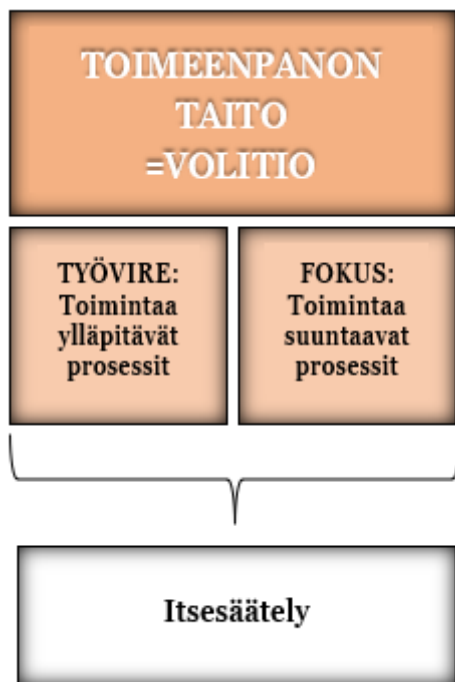 TOIMEENPANON
TAITO
=VOLITIO
TYÖVIRE:
Toimintaa
ylläpitävät
prosessit
FOKUS:
Toimintaa
suuntaavat
prosessit
Itsesäätely